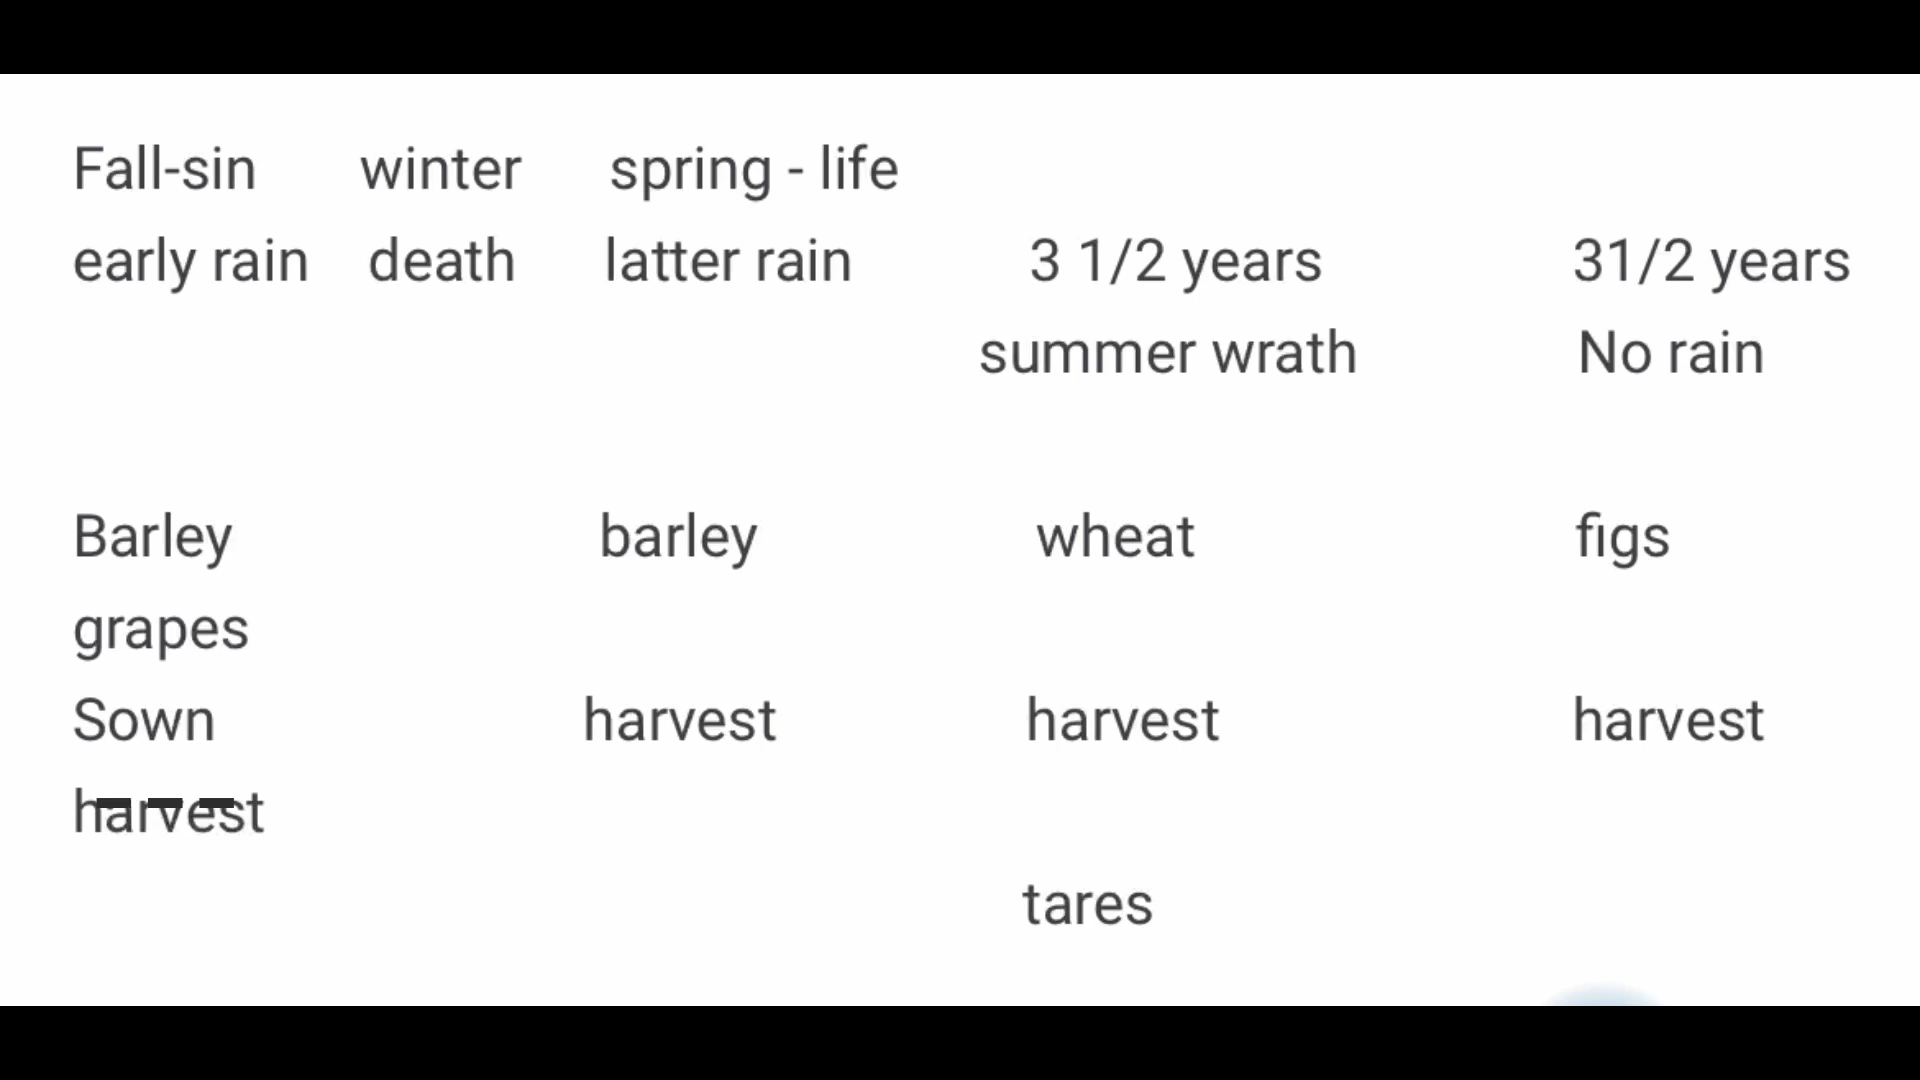 Fall-sin winter spring - life
early rain death latter rain 3 1/2 years 31/2 years
summer wrath No rain
Barley barley wheat figs
grapes
Sown harvest harvest harvest
harvest
tares